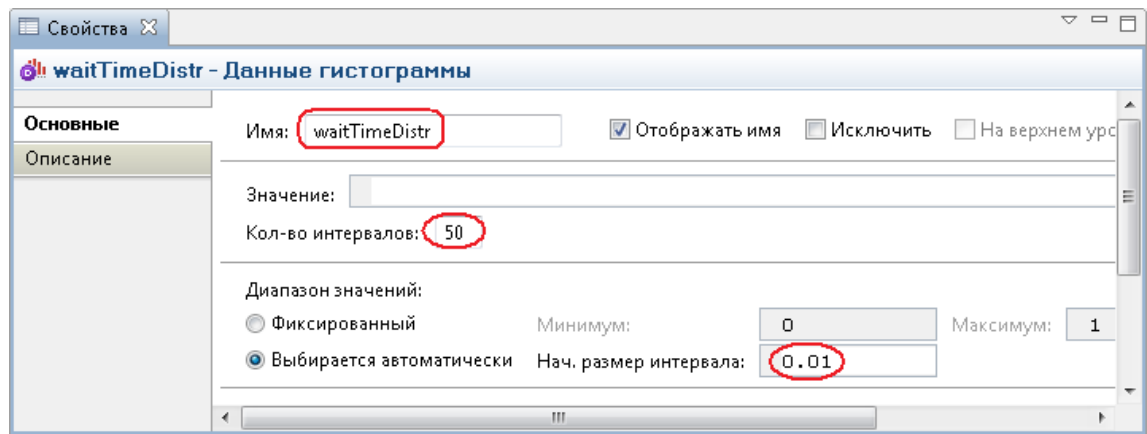 Свойства
waitTimeDistr - Данные гистограммы
Основные
Описание
Имя: waitTimeDistr Отображать имя Исключить На верхнем урс
Значение:
Кол-во интервалов: 50
Диапазон значений:
Фиксированный Минимум: 0 Максимум: 1
Выбирается автоматически Нач. размер интервала: 0.01